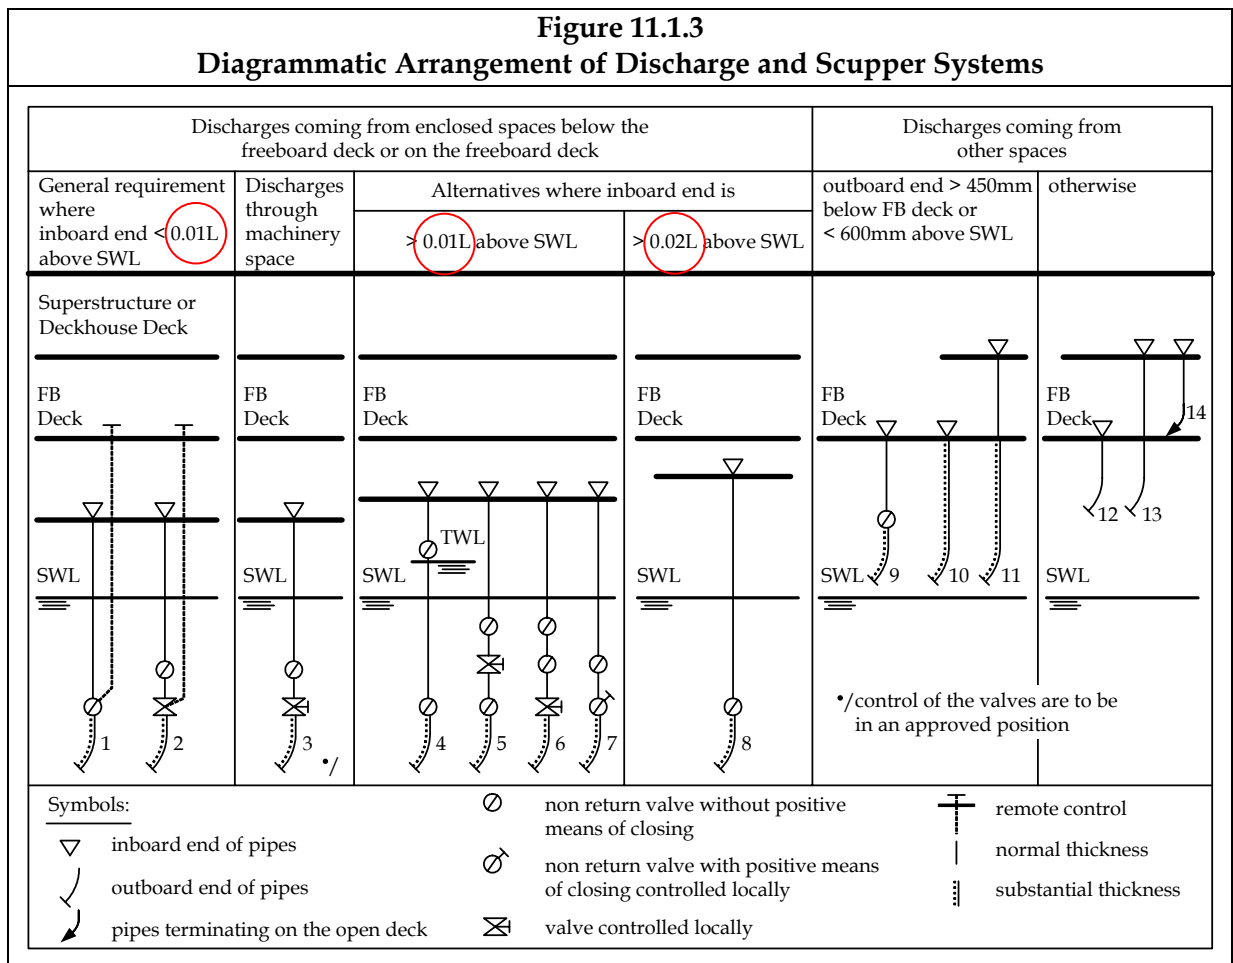 Figure 11.1.3
Diagrammatic Arrangement of Discharge and Scupper Systems
Discharges coming from enclosed spaces below the
freeboard deck or on the freeboard deck
Discharges coming from
other spaces
General requirement
where
inboard end < 0.01L
above SWL
Discharges
through
machinery
space
Alternatives where inboard end is
> 0.01L above SWL
> 0.02L above SWL
outboard end > 450mm
below FB deck or
< 600mm above SWL
otherwise
Superstructure or
Deckhouse Deck
FB
Deck
FB
Deck
FB
Deck
FB
Deck
FB
Deck
FB
Deck
14
12
13
TWL
SWL
SWL
SWL
SWL
SWL
9
10
11
SWL
1
2
3
•/
4
5
6
7
8
•/control of the valves are to be
in an approved position
Symbols:
inboard end of pipes
outboard end of pipes
pipes terminating on the open deck
non return valve without positive
means of closing
non return valve with positive means
of closing controlled locally
valve controlled locally
remote control
normal thickness
substantial thickness